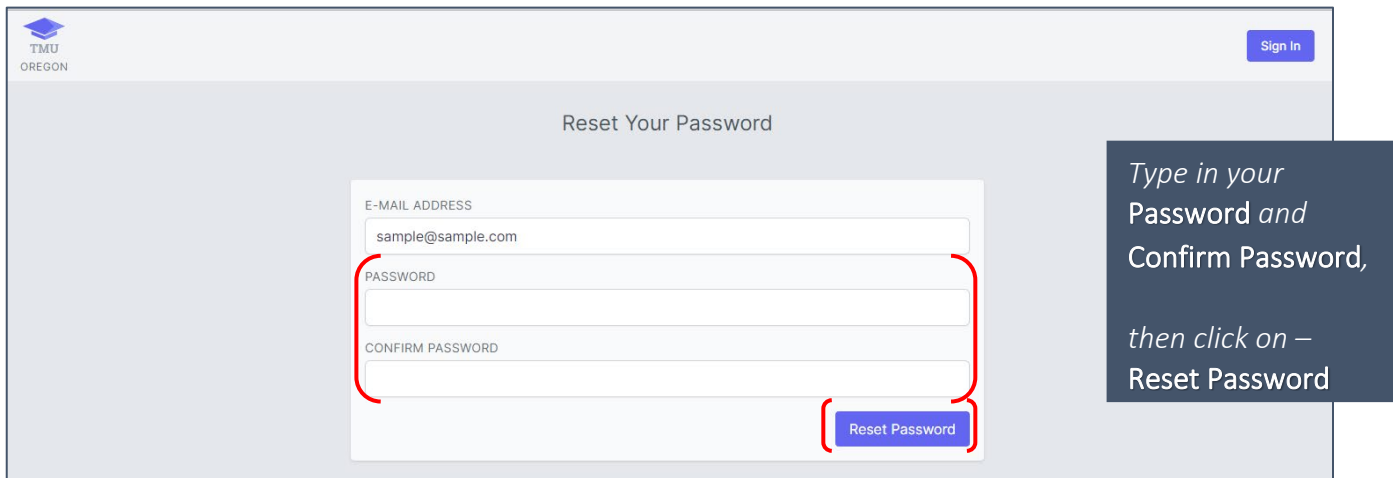 TMU
OREGON
Sign In
Reset Your Password
E-MAIL ADDRESS
sample@sample.com
PASSWORD
CONFIRM PASSWORD
Reset Password
Type in your
Password and
Confirm Password,
then click on –
Reset Password